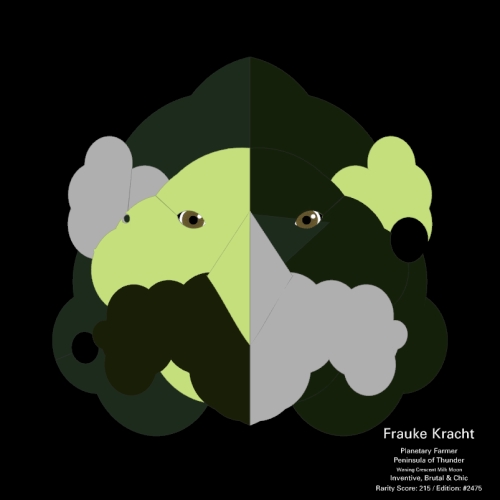 Frauke Kracht
Planetary Farmer
Peninsula of Thunder
Waning Crescent Milk Moon
Inventive, Brutal & Chic
Rarity Score: 215 / Edition: #2475